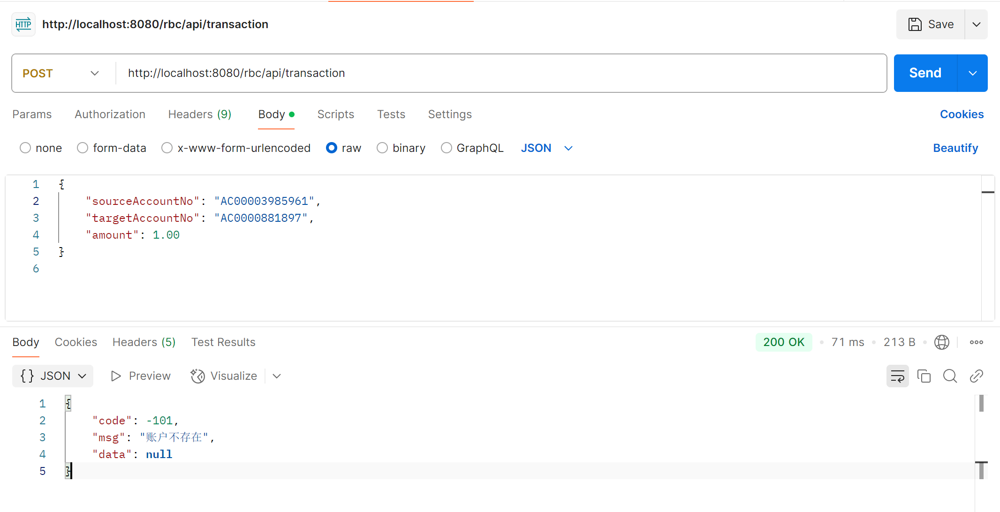 HTTP http://localhost:8080/rbc/api/transaction Save
POST http://localhost:8080/rbc/api/transaction Send
Params Authorization Headers (9) Body Scripts Tests Settings Cookies
none form-data x-www-form-urlencoded raw binary GraphQL JSON Beautify
1 {
2 "sourceAccountNo": "AC00003985961",
3 "targetAccountNo": "AC0000881897",
4 "amount": 1.00
5 }
6
Body Cookies Headers (5) Test Results 200 OK • 71 ms • 213 B •
{} JSON Preview Visualize
1 {
2 "code": -101,
3 "msg": "账户不存在",
4 "data": null
5 }